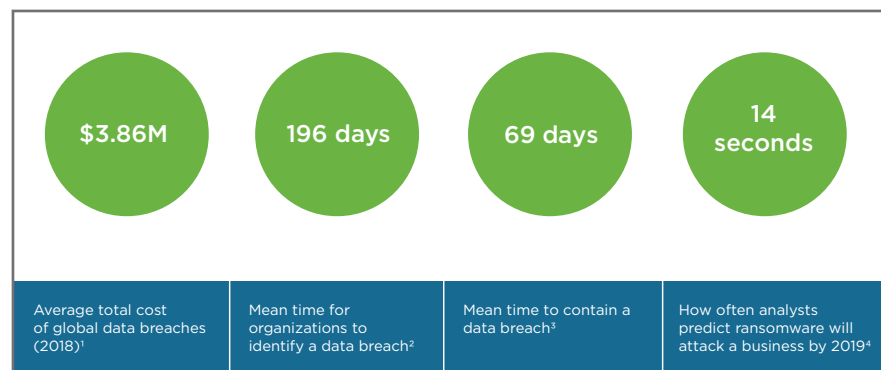 $3.86M
196 days
69 days
14
seconds
Average total cost
of global data breaches
(2018)¹
Mean time for
organizations to
identify a data breach²
Mean time to contain a
data breach³
How often analysts
predict ransomware will
attack a business by 2019⁴